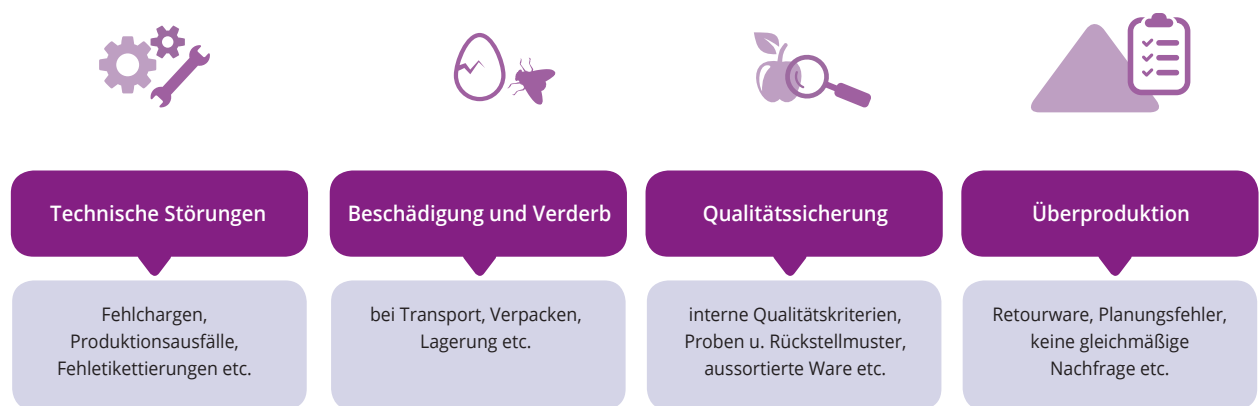 Technische Störungen
Beschädigung und Verderb
Qualitätssicherung
Überproduktion
Fehlchargen,
Produktionsausfälle,
Fehletikettierungen etc.
bei Transport, Verpacken,
Lagerung etc.
interne Qualitätskriterien,
Proben u. Rückstellmuster,
aussortierte Ware etc.
Retourware, Planungsfehler,
keine gleichmäßige
Nachfrage etc.